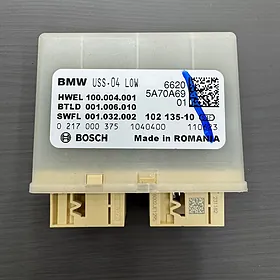 BMW USS-04 LOW 6620
HWEL 100.004.001 5A70A69
BTLD 001.006.010 01
SWFL 001.032.002 102 135-10
0 217 000 375 1040400 110623
BOSCH Made in ROMANIA